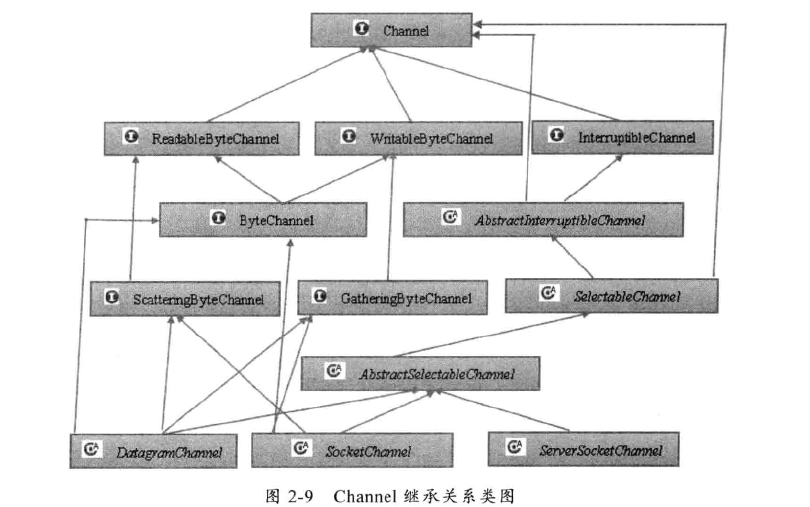 Channel
ReadableByteChannel
WritableByteChannel
InterruptibleChannel
ByteChannel
AbstractInterruptibleChannel
ScatteringByteChannel
GatheringByteChannel
SelectableChannel
AbstractSelectableChannel
DatagramChannel
SocketChannel
ServerSocketChannel
图 2-9 Channel 继承关系类图